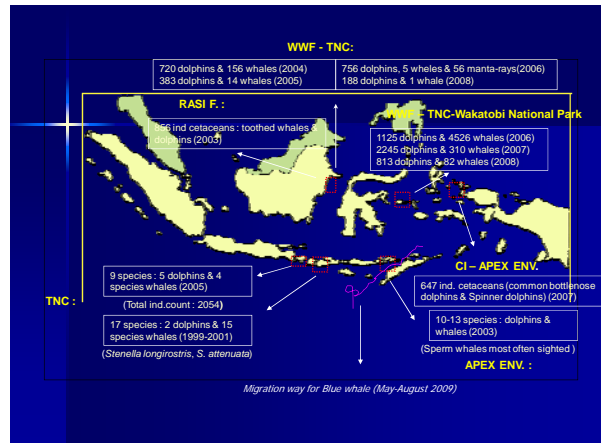 WWF - TNC:
720 dolphins & 156 whales (2004)
383 dolphins & 14 whales (2005)
756 dolphins, 5 wheles & 56 manta-rays(2006)
188 dolphins & 1 whale (2008)
RASI F. :
856 ind cetaceans : toothed whales &
dolphins (2003)
WWF - TNC-Wakatobi National Park
1125 dolphins & 4526 whales (2006)
2245 dolphins & 310 whales (2007)
813 dolphins & 82 whales (2008)
TNC :
9 species : 5 dolphins & 4
species whales (2005)
(Total ind.count : 2054)
17 species : 2 dolphins & 15
species whales (1999-2001)
(Stenella longirostris, S. attenuata)
CI – APEX ENV.
647 ind. cetaceans (common bottlenose
dolphins & Spinner dolphins) (2007)
10-13 species : dolphins &
whales (2003)
(Sperm whales most often sighted )
APEX ENV. :
Migration way for Blue whale (May-August 2009)